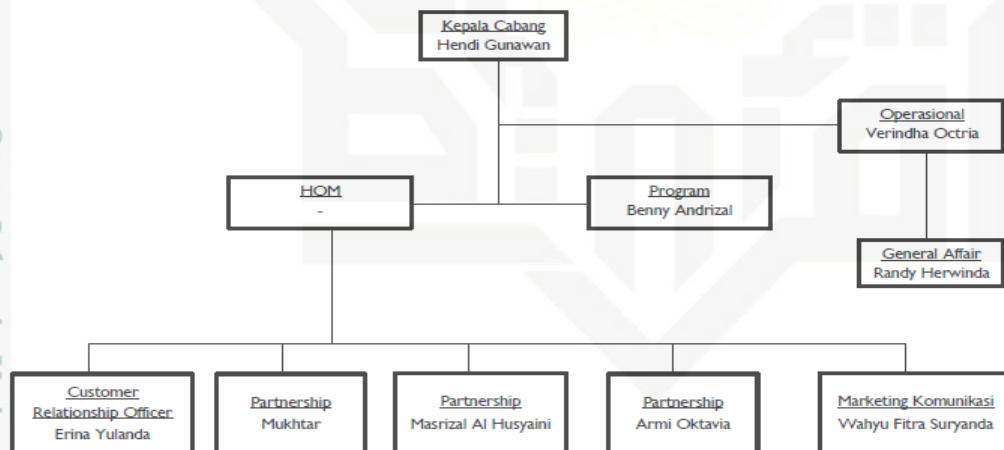 Kepala Cabang
Hendi Gunawan
Operasional
Verindha Octria
HOM
-
Program
Benny Andrizal
General Affair
Randy Herwinda
Customer
Relationship Officer
Erina Yulanda
Partnership
Mukhtar
Partnership
Masrizal Al Husyaini
Partnership
Armi Oktavia
Marketing Komunikasi
Wahyu Fitra Suryanda